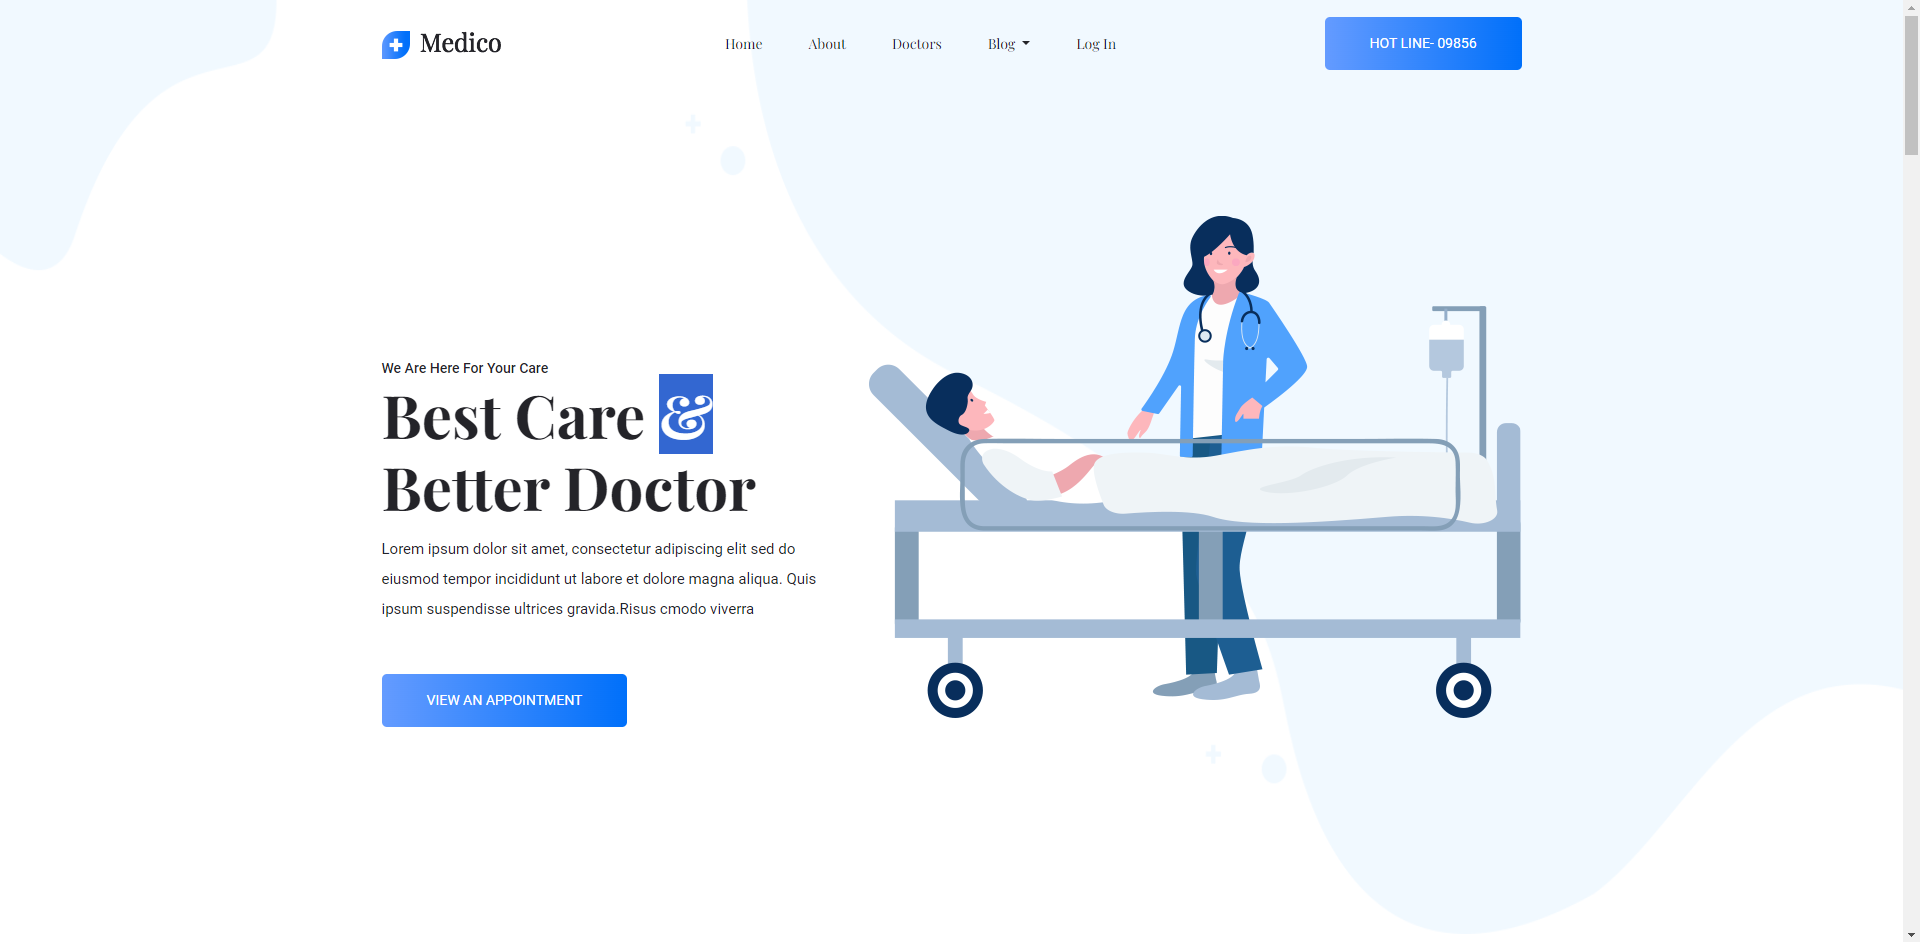 Medico
Home About Doctors Blog Log In
HOT LINE- 09856
We Are Here For Your Care
Best Care &
Better Doctor
Lorem ipsum dolor sit amet, consectetur adipiscing elit sed do
eiusmod tempor incididunt ut labore et dolore magna aliqua. Quis
ipsum suspendisse ultrices gravida.Risus cmodo viverra
VIEW AN APPOINTMENT